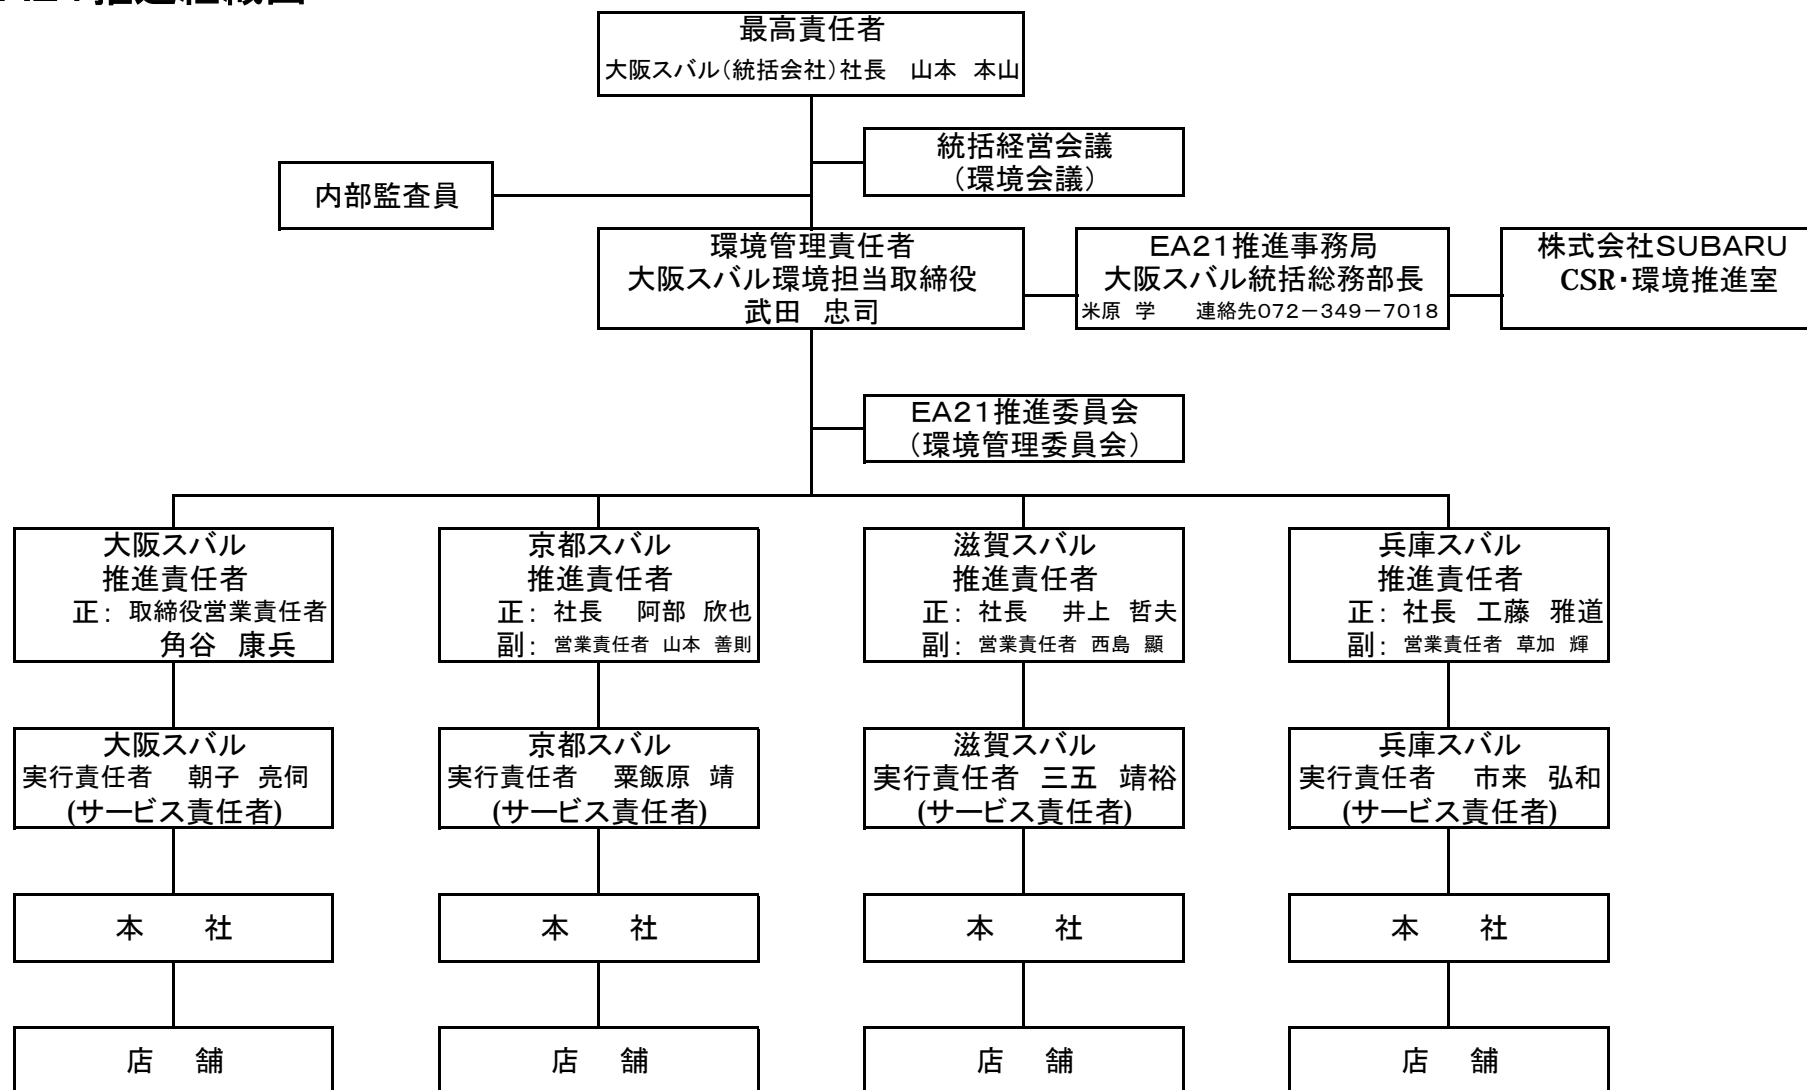 最高責任者
大阪スバル(統括会社)社長 山本 本山
統括経営会議
(環境会議)
内部監査員
環境管理責任者
大阪スバル環境担当取締役
武田 忠司
EA21推進事務局
大阪スバル統括総務部長
米原 学 連絡先072-349-7018
株式会社SUBARU
CSR・環境推進室
EA21推進委員会
(環境管理委員会)
大阪スバル
推進責任者
正: 取締役営業責任者
角谷 康兵
京都スバル
推進責任者
正: 社長 阿部 欣也
副: 営業責任者 山本 善則
滋賀スバル
推進責任者
正: 社長 井上 哲夫
副: 営業責任者 西島 顯
兵庫スバル
推進責任者
正: 社長 工藤 雅道
副: 営業責任者 草加 輝
大阪スバル
実行責任者 朝子 亮伺
(サービス責任者)
京都スバル
実行責任者 粟飯原 靖
(サービス責任者)
滋賀スバル
実行責任者 三五 靖裕
(サービス責任者)
兵庫スバル
実行責任者 市来 弘和
(サービス責任者)
本 社
本 社
本 社
本 社
店 舗
店 舗
店 舗
店 舗